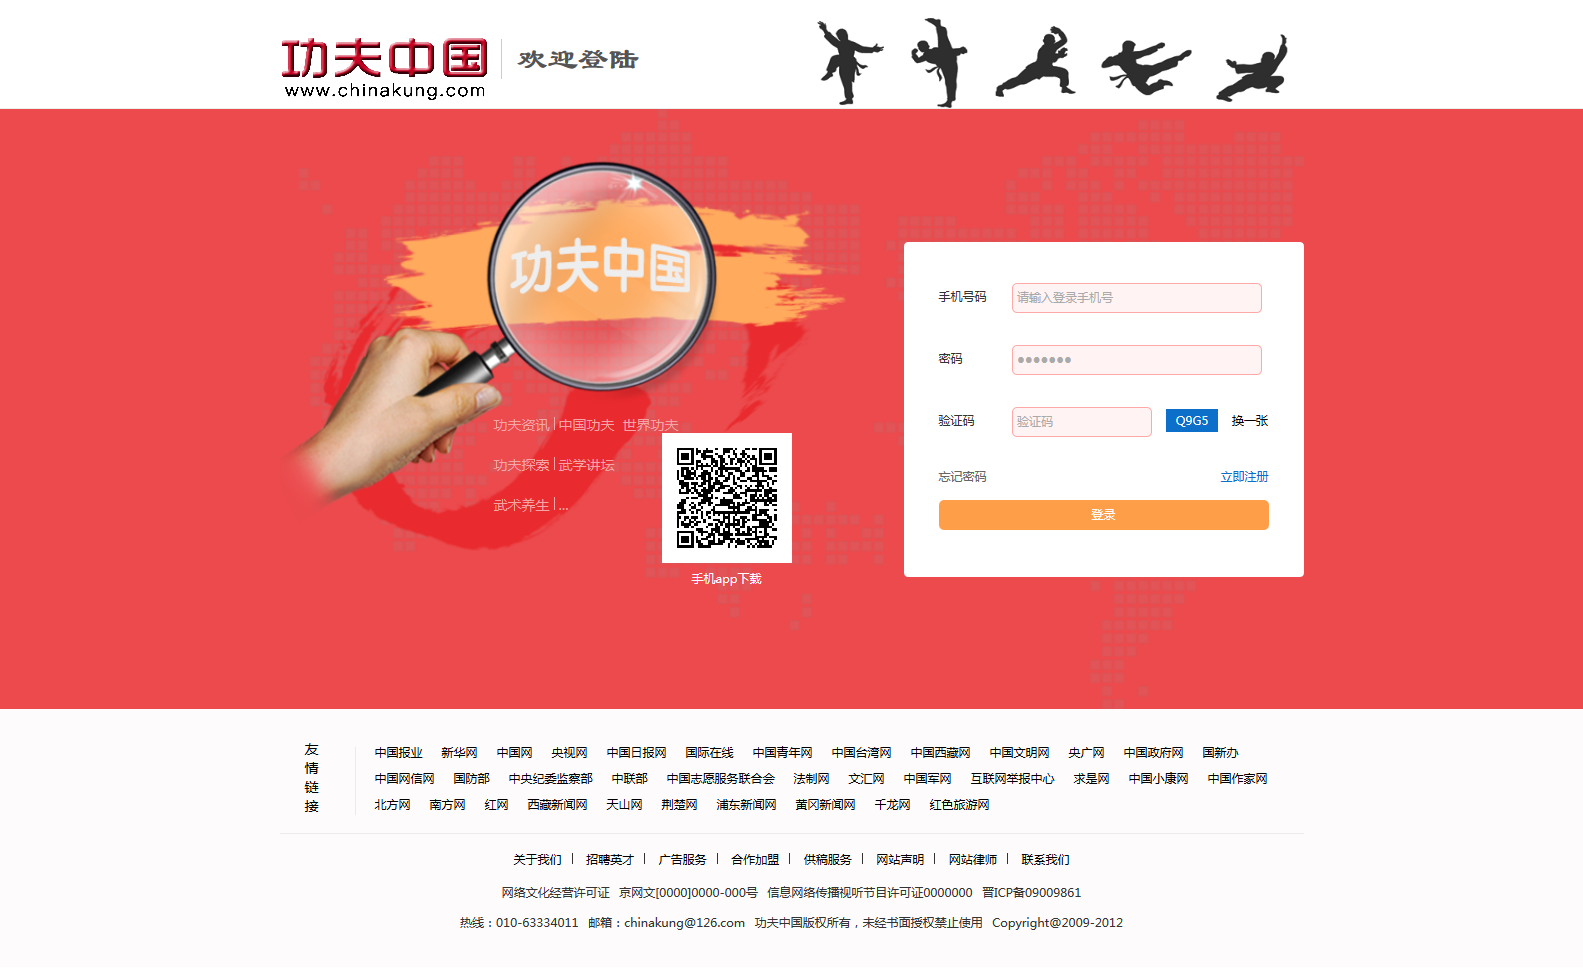 功夫中国
www.chinakung.com
欢迎登陆
功夫中国
功夫资讯 | 中国功夫 世界功夫
功夫探索 | 武学讲坛
武术养生 | ...
手机app下载
手机号码 请输入登录手机号
密码 ●●●●●●●
验证码 验证码 Q9G5 换一张
忘记密码 立即注册
登录
友情链接
中国报业 新华网 中国网 央视网 中国日报网 国际在线 中国青年网 中国台湾网 中国西藏网 中国文明网 央广网 中国政府网 国新办
中国网信网 国防部 中央纪委监察部 中联部 中国志愿服务联合会 法制网 文汇网 中国军网 互联网举报中心 求是网 中国小康网 中国作家网
北方网 南方网 红网 西藏新闻网 天山网 荆楚网 浦东新闻网 黄冈新闻网 千龙网 红色旅游网
关于我们 | 招聘英才 | 广告服务 | 合作加盟 | 供稿服务 | 网站声明 | 网站律师 | 联系我们
网络文化经营许可证 京网文[0000]0000-000号 信息网络传播视听节目许可证0000000 晋ICP备09009861
热线：010-63334011 邮箱：chinakung@126.com 功夫中国版权所有，未经书面授权禁止使用 Copyright@2009-2012